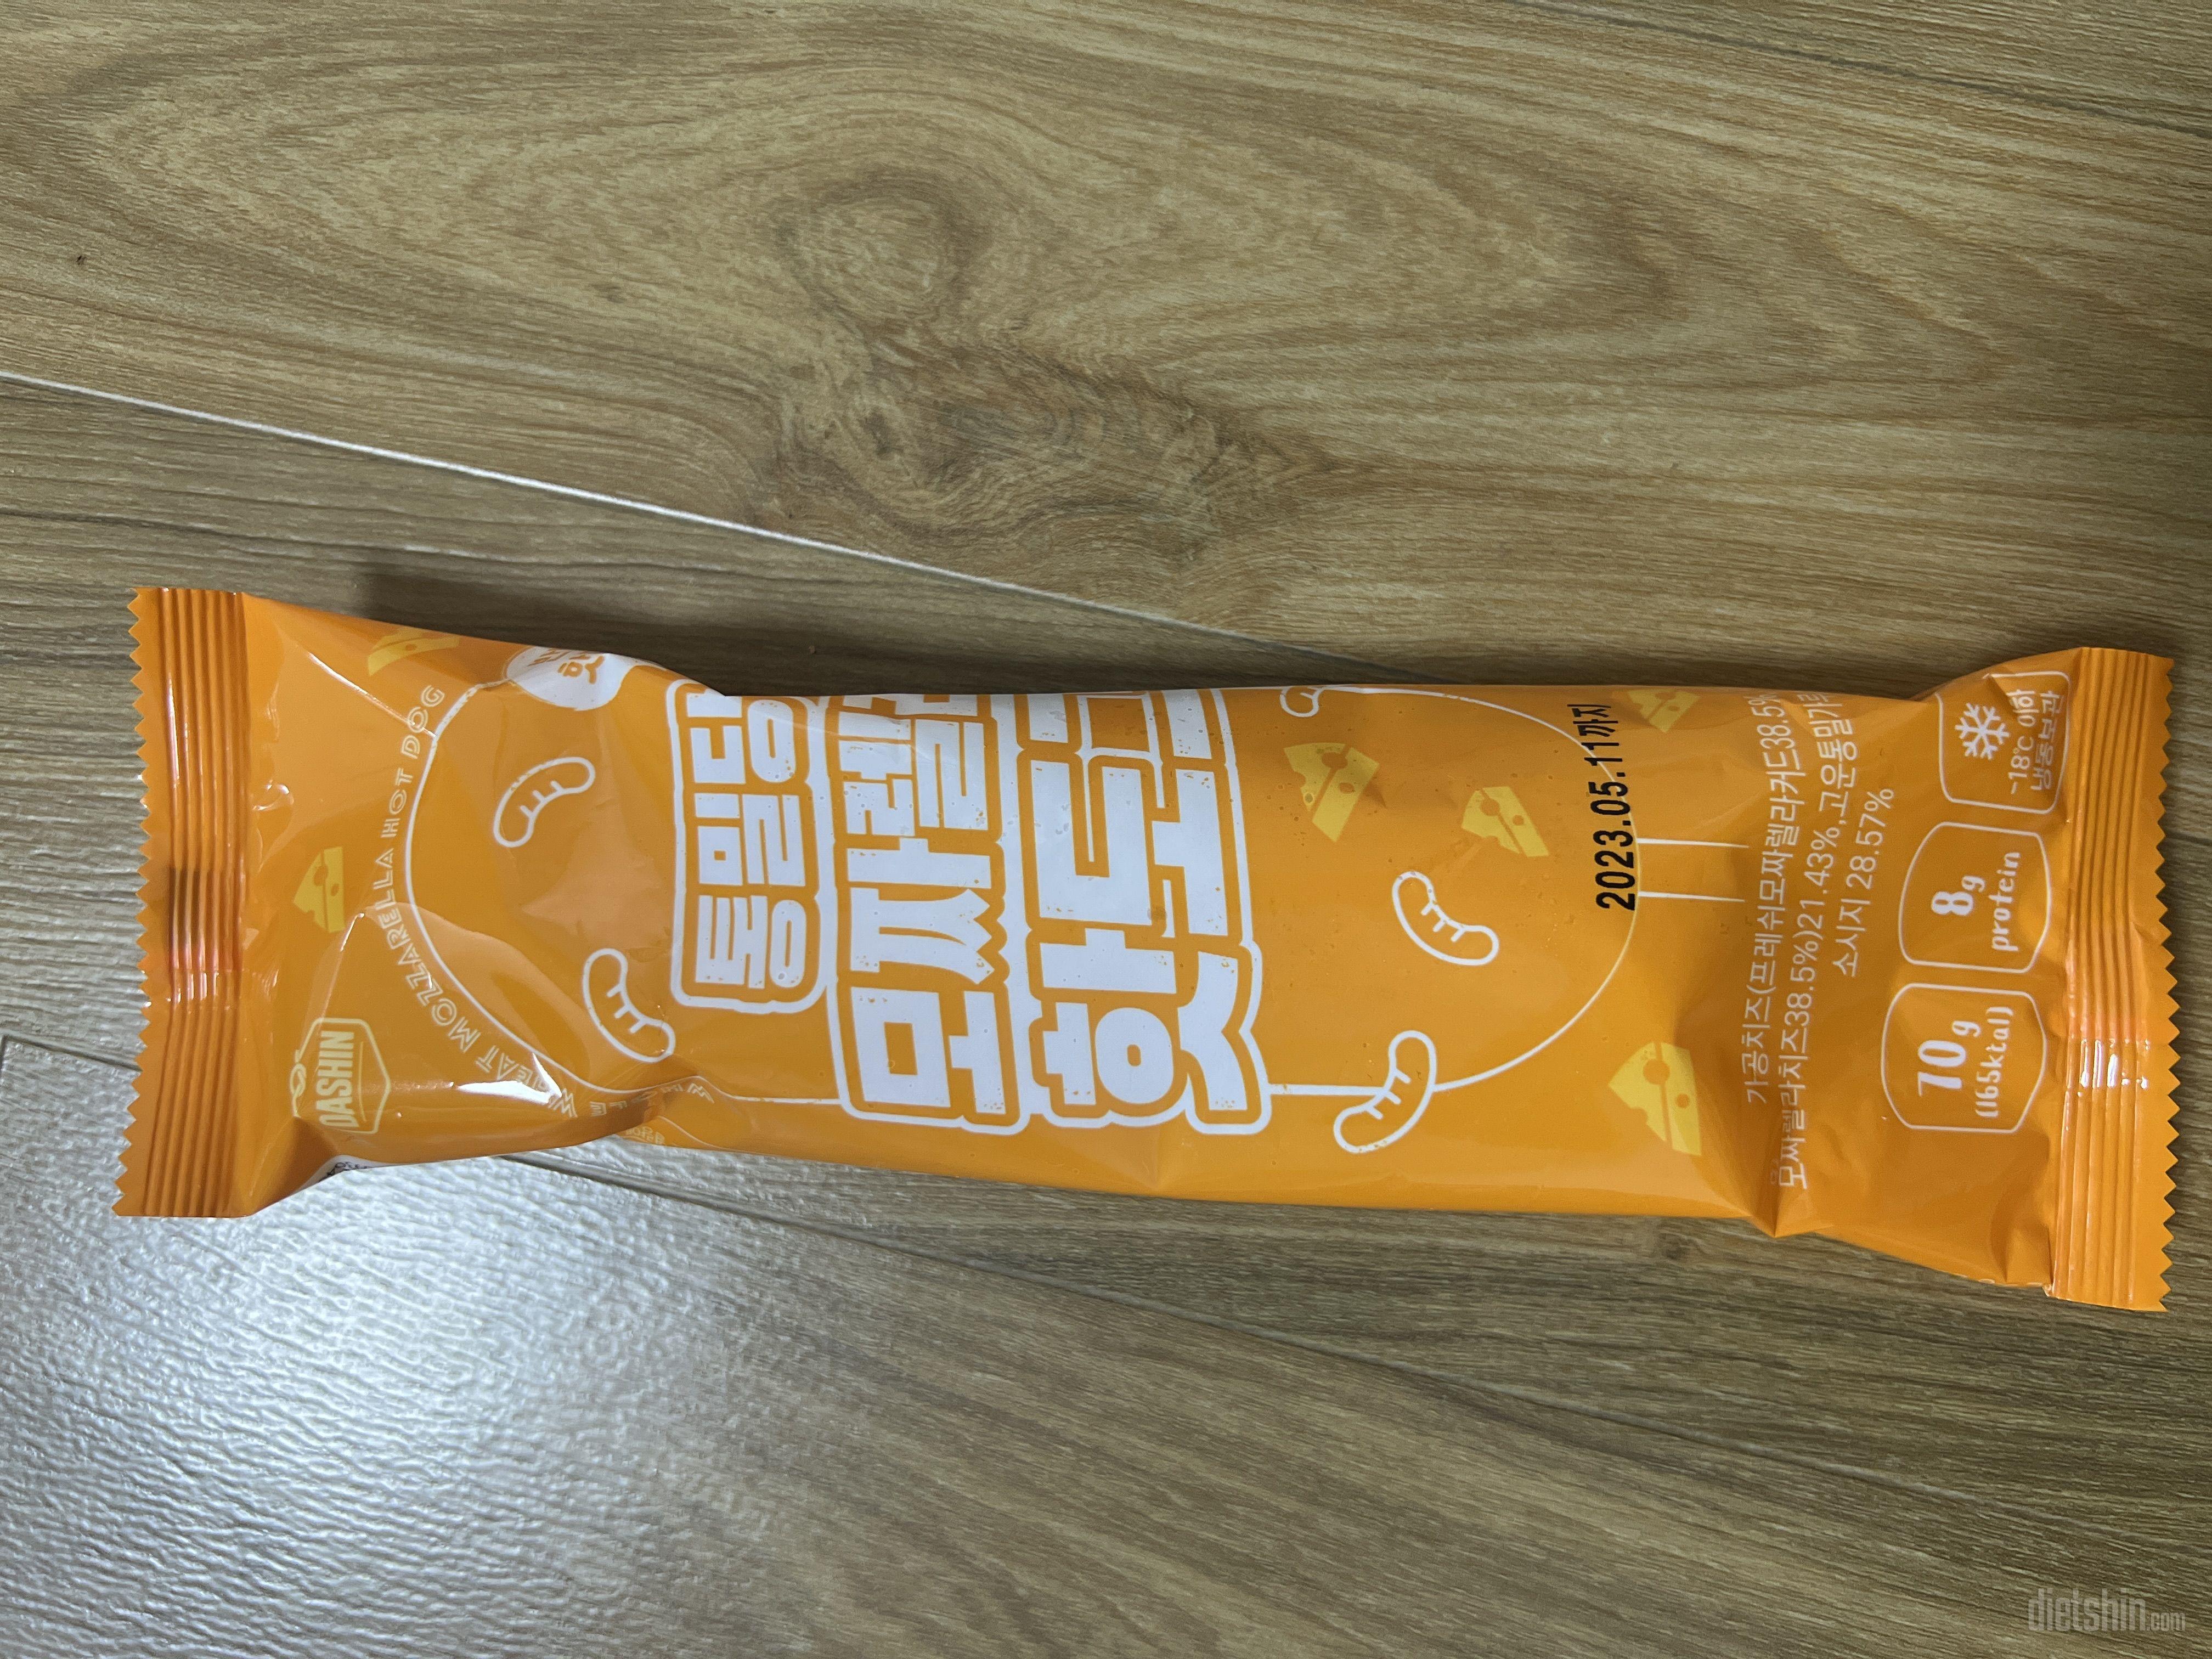 DASHIN
WHOLE WHEAT MOZZARELLA HOT DOG
통밀당
모짜렐
핫도그
2023.05.11까지
가공치즈(프레쉬모짜렐라커드38.5%
모짜렐라치즈38.5%)21.43%,고운통밀가루
소시지 28.57%
70g
(165kcal)
8g
protein
-18℃ 이하
냉동보관
dietshin.com